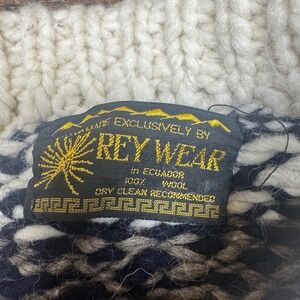 MADE EXCLUSIVELY BY
REY WEAR
in ECUADOR
100% WOOL
DRY CLEAN RECOMMENDED